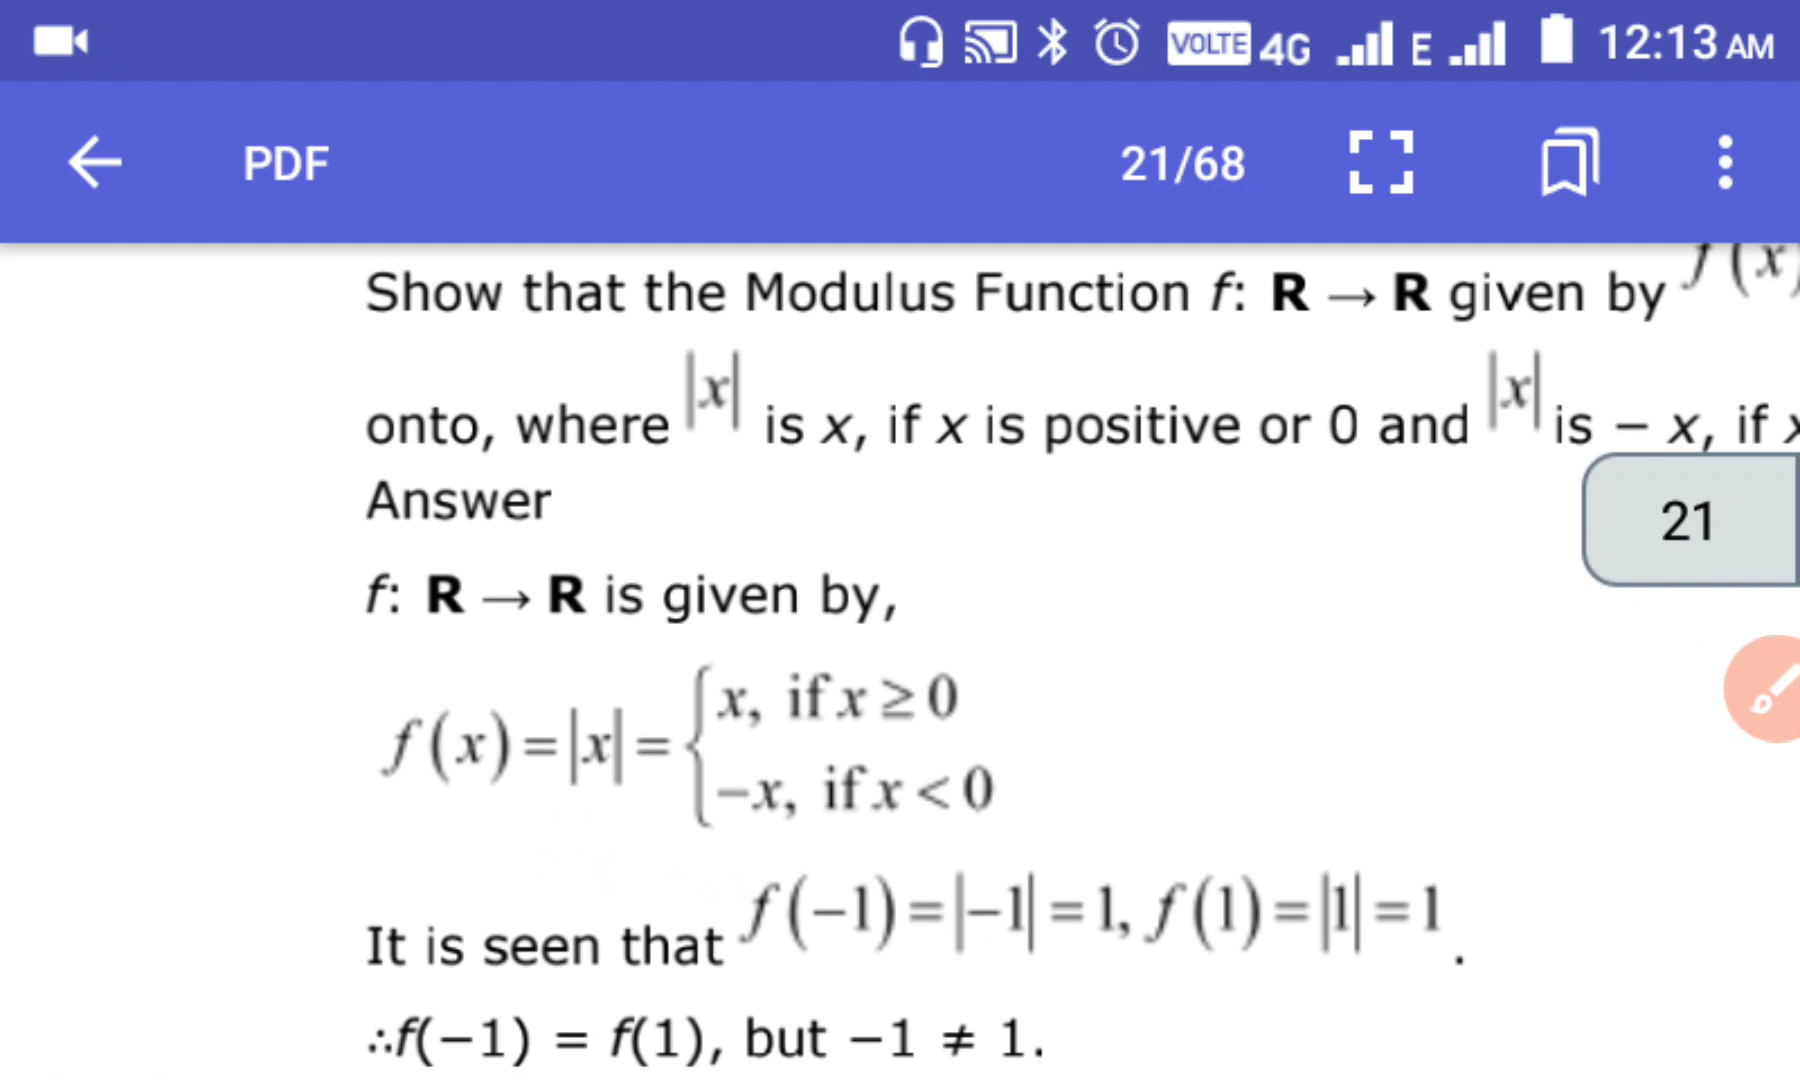 VOLTE 4G E 12:13 AM
PDF 21/68
Show that the Modulus Function f: R → R given by f(x)
onto, where |x| is x, if x is positive or 0 and |x| is − x, if x
Answer
21
f: R → R is given by,
f(x)=|x|={x, if x ≥ 0
−x, if x < 0
It is seen that f(−1)=|−1|=1, f(1)=|1|=1.
∴f(−1) = f(1), but −1 ≠ 1.